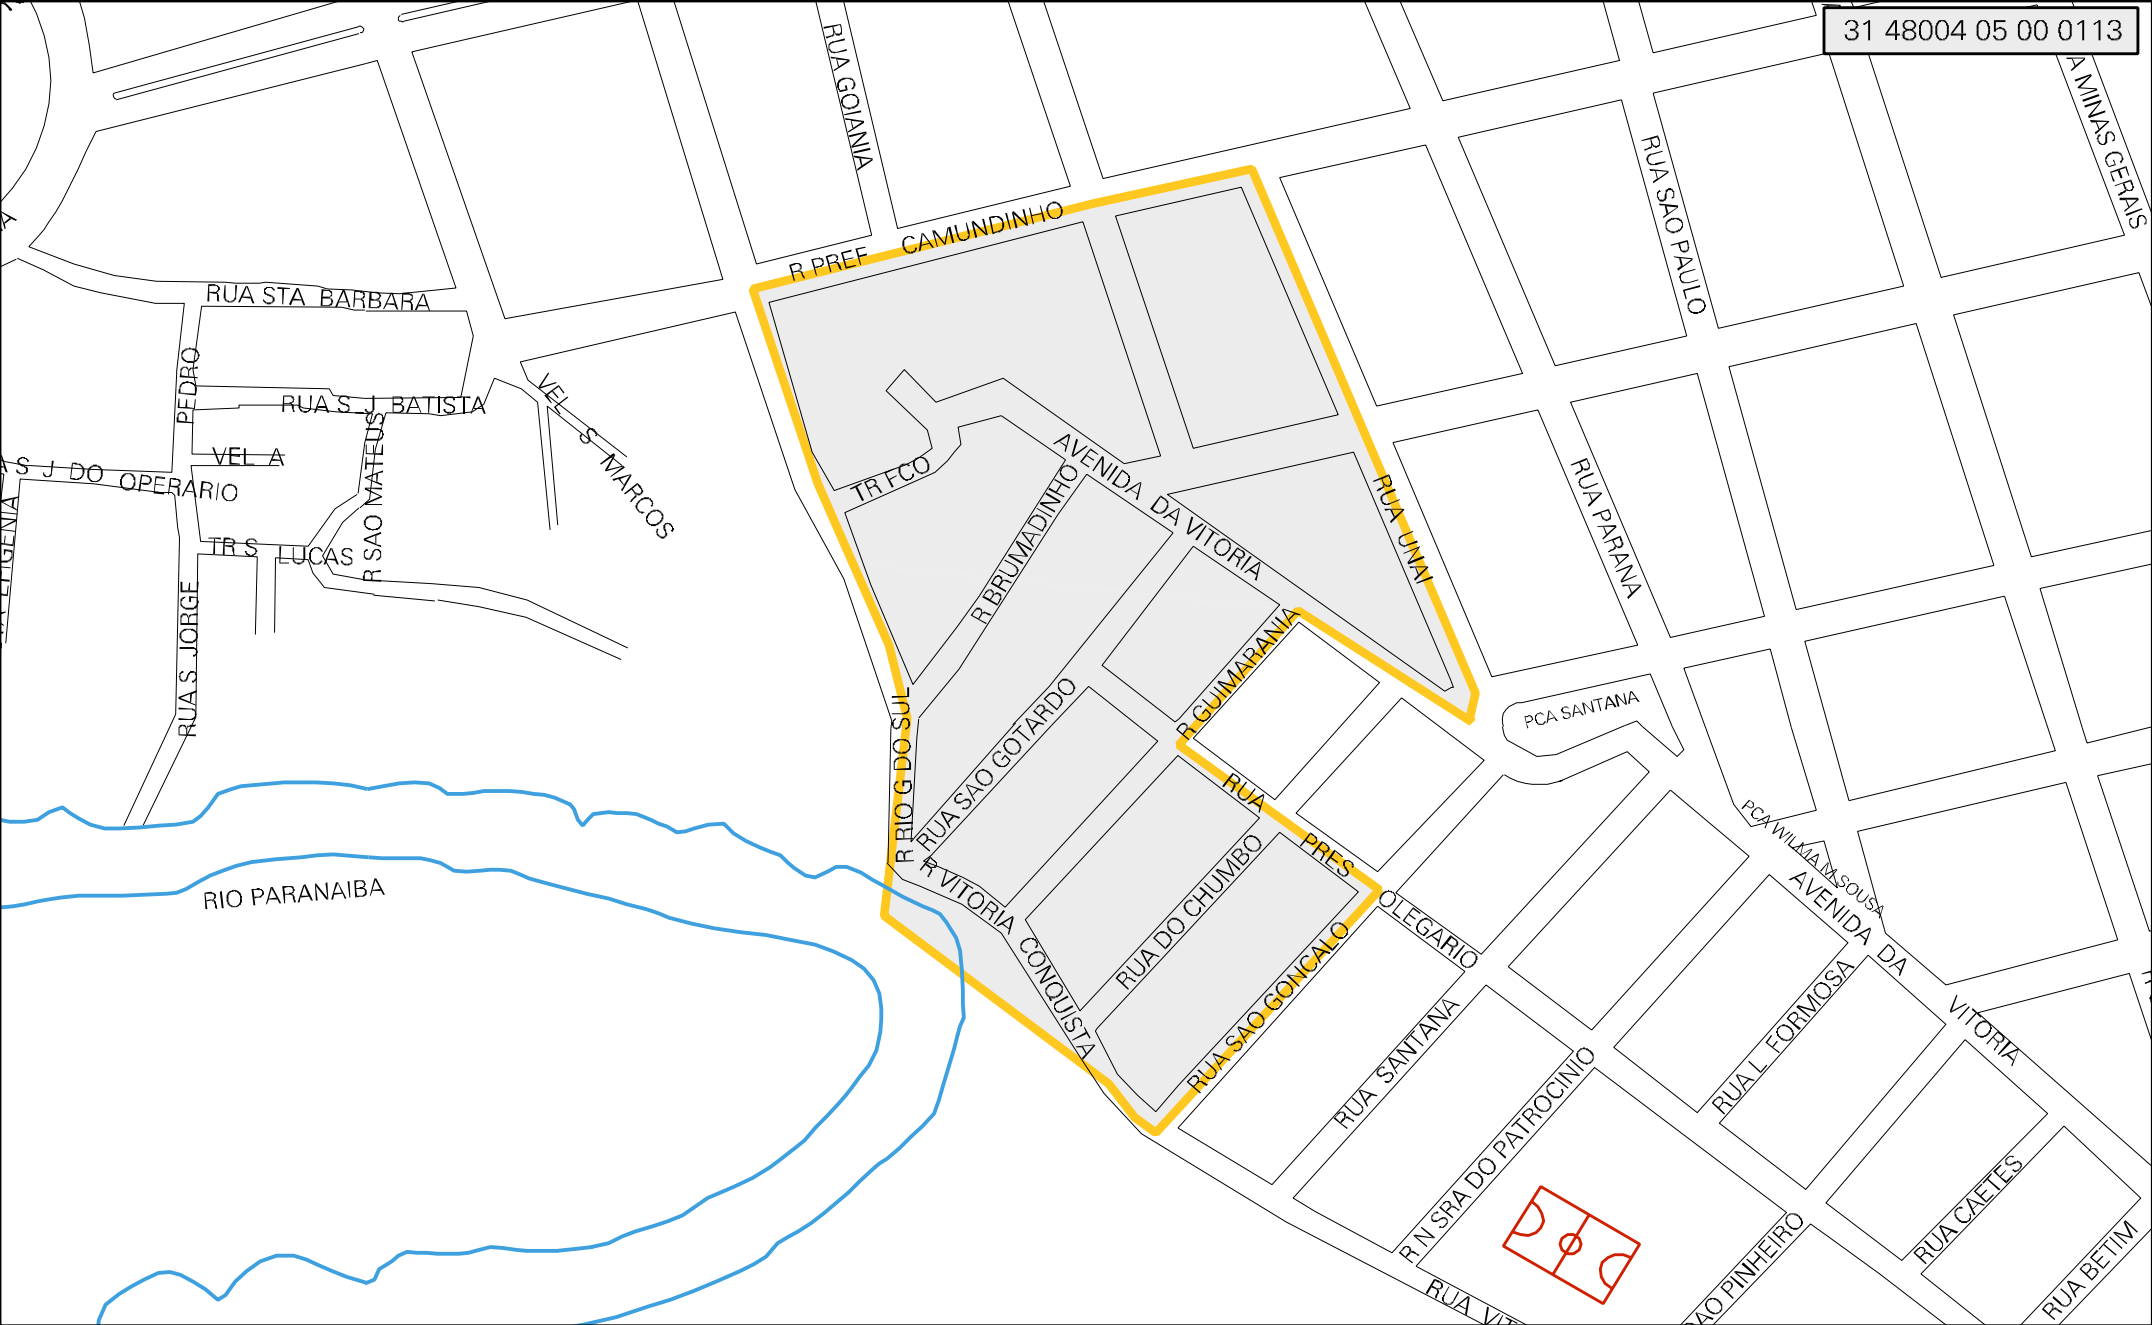 31 48004 05 00 0113
RUA GOIANIA
A MINAS GERAIS
RUA SAO PAULO
R PREF CAMUNDINHO
RUA STA BARBARA
PEDRO
RUA S J BATISTA
VEL S MARCOS
VEL A
A S J DO OPERARIO
R SAO MATEUS
TR S LUCAS
RUA S JORGE
TR FCO
AVENIDA DA VITORIA
R BRUMADINHO
RUA UNAI
RUA PARANA
R GUIMARANIA
PCA SANTANA
R RIO G DO SUL
RUA SAO GOTARDO
RUA PRES OLEGARIO
R VITORIA CONQUISTA
RUA DO CHUMBO
PCA WILMA M SOUSA
AVENIDA DA VITORIA
RIO PARANAIBA
RUA SAO GONCALO
RUA SANTANA
RUA L FORMOSA
R N SRA DO PATROCINIO
RUA CAETES
RUA BETIM
AO PINHEIRO
RUA VIT